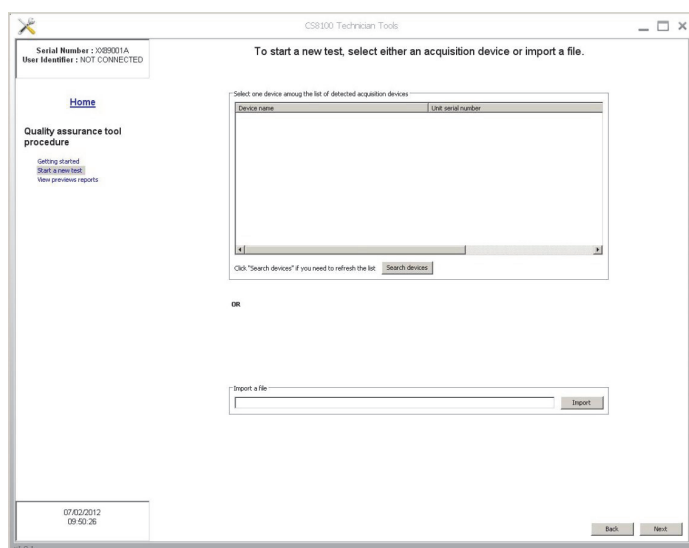 CS8100 Technician Tools
Serial Number : XXI89001A
User Identifier : NOT CONNECTED
To start a new test, select either an acquisition device or import a file.
Home
Quality assurance tool
procedure
Getting started
Start a new test
View previews reports
Select one device amoug the list of detected acquisition devices
Device name
Unit serial number
Click "Search devices" if you need to refresh the list
Search devices
OR
Import a file
Import
07/02/2012
09:50:26
Back
Next